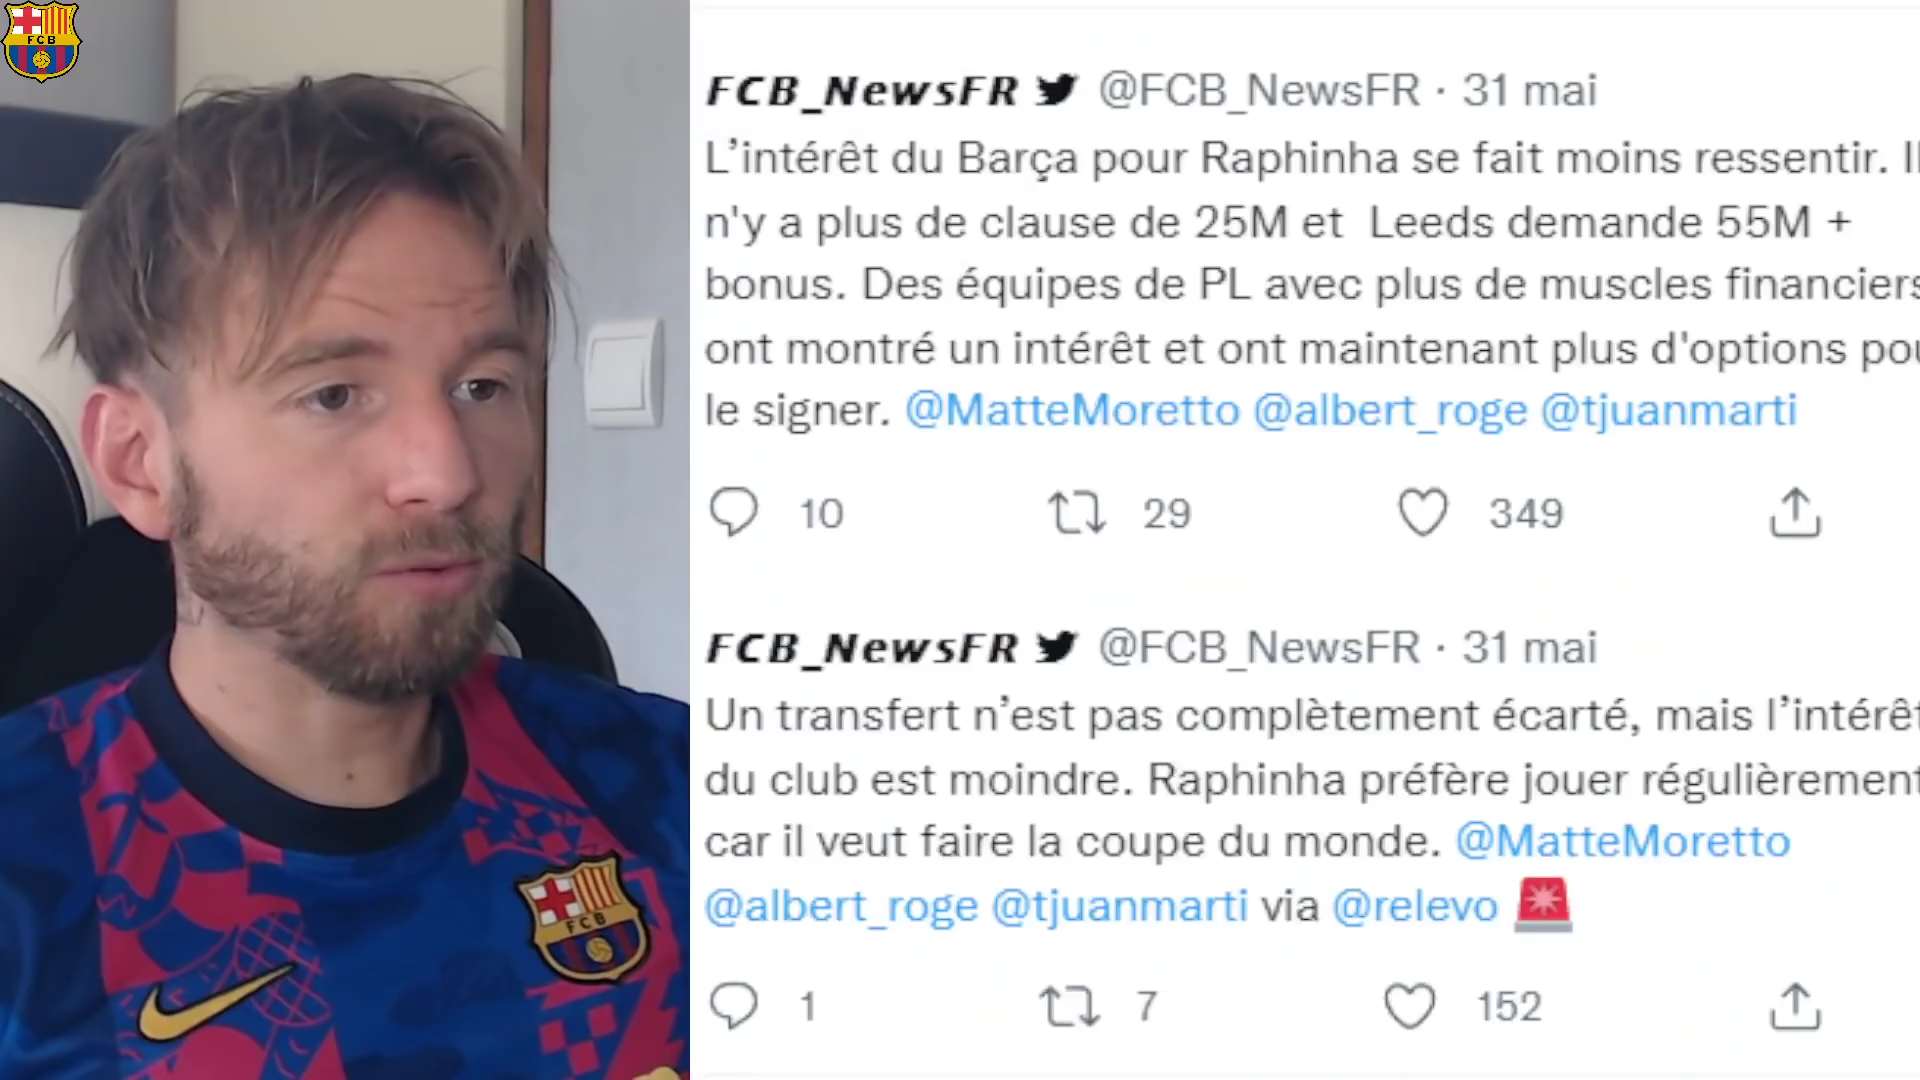 FCB
FCB_NewsFR @FCB_NewsFR · 31 mai
L’intérêt du Barça pour Raphinha se fait moins ressentir. Il
n'y a plus de clause de 25M et Leeds demande 55M +
bonus. Des équipes de PL avec plus de muscles financiers
ont montré un intérêt et ont maintenant plus d'options pou
le signer. @MatteMoretto @albert_roge @tjuanmarti
10 29 349
FCB_NewsFR @FCB_NewsFR · 31 mai
Un transfert n’est pas complètement écarté, mais l’intérêt
du club est moindre. Raphinha préfère jouer régulièrement
car il veut faire la coupe du monde. @MatteMoretto
@albert_roge @tjuanmarti via @relevo
1 7 152
FCB